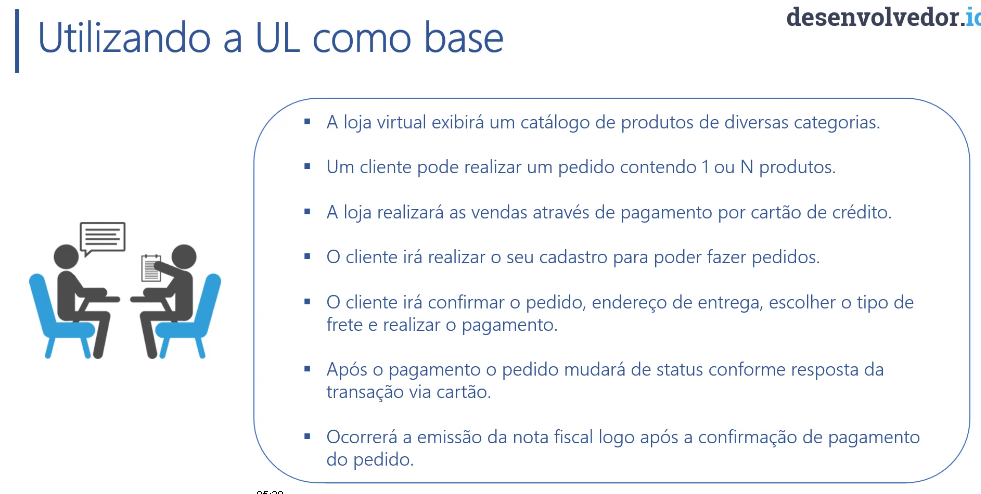 desenvolvedor.io
Utilizando a UL como base
▪ A loja virtual exibirá um catálogo de produtos de diversas categorias.
▪ Um cliente pode realizar um pedido contendo 1 ou N produtos.
▪ A loja realizará as vendas através de pagamento por cartão de crédito.
▪ O cliente irá realizar o seu cadastro para poder fazer pedidos.
▪ O cliente irá confirmar o pedido, endereço de entrega, escolher o tipo de
frete e realizar o pagamento.
▪ Após o pagamento o pedido mudará de status conforme resposta da
transação via cartão.
▪ Ocorrerá a emissão da nota fiscal logo após a confirmação de pagamento
do pedido.